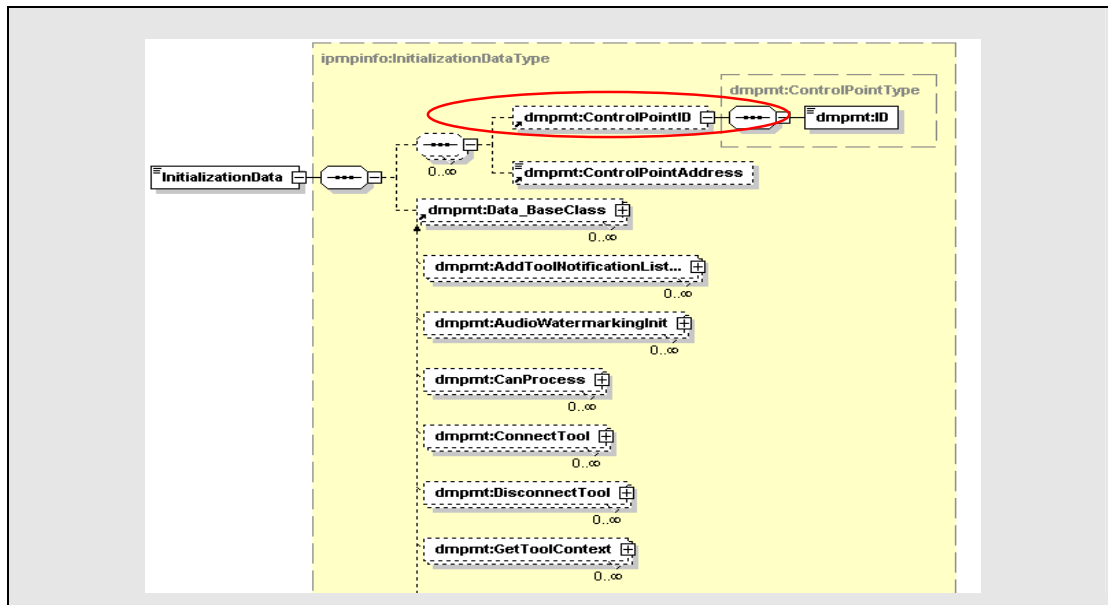 ipmpinfo:InitializationDataType
dmpmt:ControlPointType
dmpmt:ControlPointID
dmpmt:ID
0..∞
InitializationData
dmpmt:ControlPointAddress
dmpmt:Data_BaseClass
0..∞
dmpmt:AddToolNotificationList...
0..∞
dmpmt:AudioWatermarkingInit
0..∞
dmpmt:CanProcess
0..∞
dmpmt:ConnectTool
0..∞
dmpmt:DisconnectTool
0..∞
dmpmt:GetToolContext
0..∞